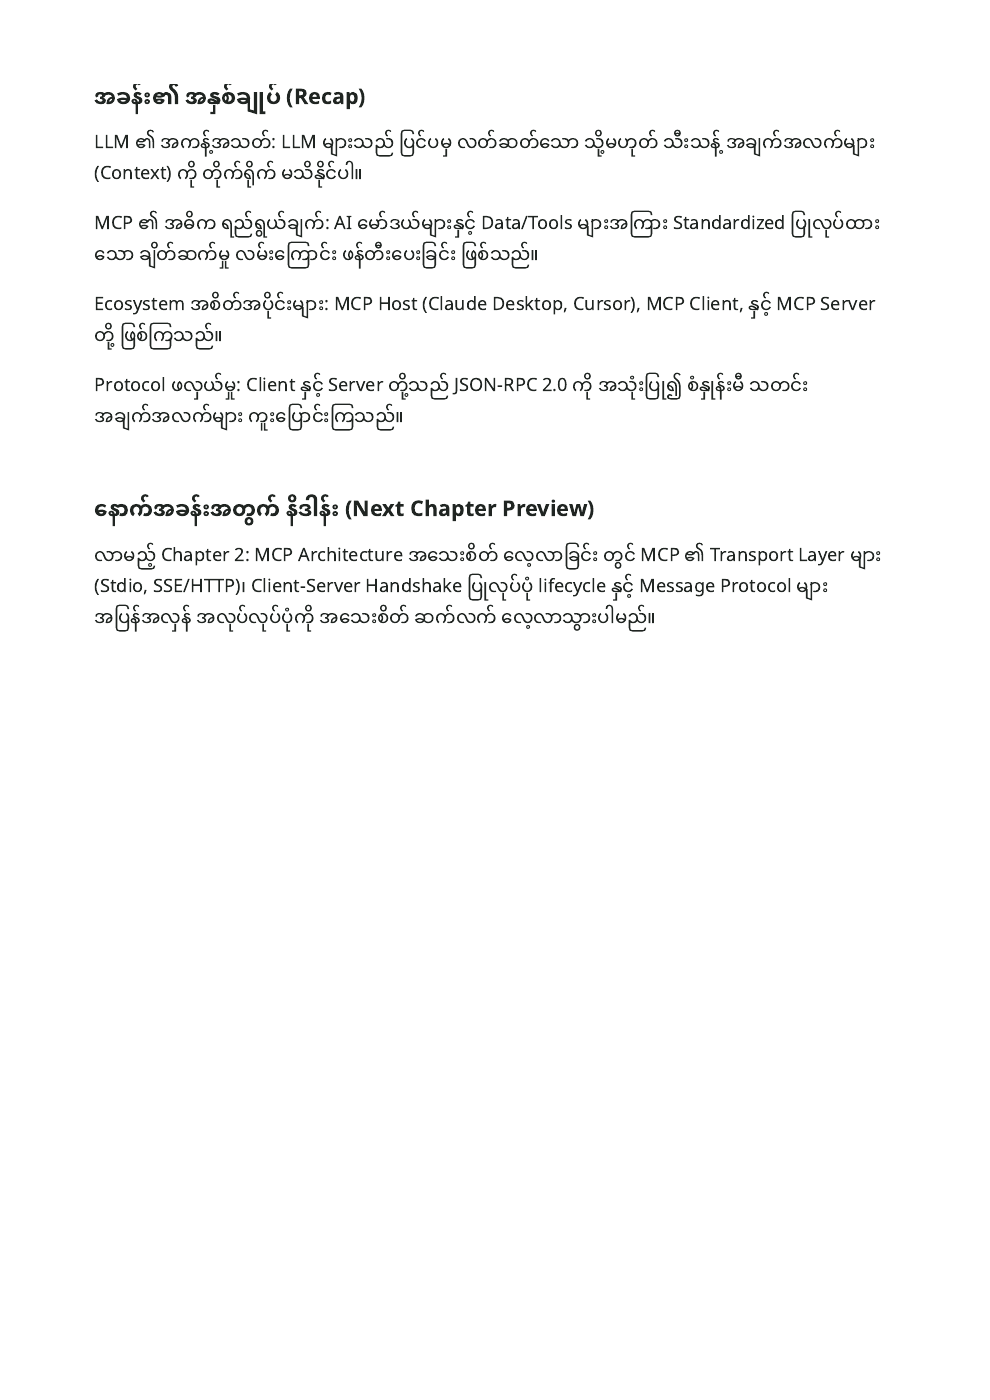 အခန်း၏ အနှစ်ချုပ် (Recap)
LLM ၏ အကန့်အသတ်: LLM များသည် ပြင်ပမှ လတ်ဆတ်သော သို့မဟုတ် သီးသန့် အချက်အလက်များ
(Context) ကို တိုက်ရိုက် မသိနိုင်ပါ။
MCP ၏ အဓိက ရည်ရွယ်ချက်: AI မော်ဒယ်များနှင့် Data/Tools များအကြား Standardized ပြုလုပ်ထား
သော ချိတ်ဆက်မှု လမ်းကြောင်း ဖန်တီးပေးခြင်း ဖြစ်သည်။
Ecosystem အစိတ်အပိုင်းများ: MCP Host (Claude Desktop, Cursor), MCP Client, နှင့် MCP Server
တို့ ဖြစ်ကြသည်။
Protocol ဖလှယ်မှု: Client နှင့် Server တို့သည် JSON-RPC 2.0 ကို အသုံးပြု၍ စံနှုန်းမီ သတင်း
အချက်အလက်များ ကူးပြောင်းကြသည်။
နောက်အခန်းအတွက် နိဒါန်း (Next Chapter Preview)
လာမည့် Chapter 2: MCP Architecture အသေးစိတ် လေ့လာခြင်း တွင် MCP ၏ Transport Layer များ
(Stdio, SSE/HTTP)၊ Client-Server Handshake ပြုလုပ်ပုံ lifecycle နှင့် Message Protocol များ
အပြန်အလှန် အလုပ်လုပ်ပုံကို အသေးစိတ် ဆက်လက် လေ့လာသွားပါမည်။